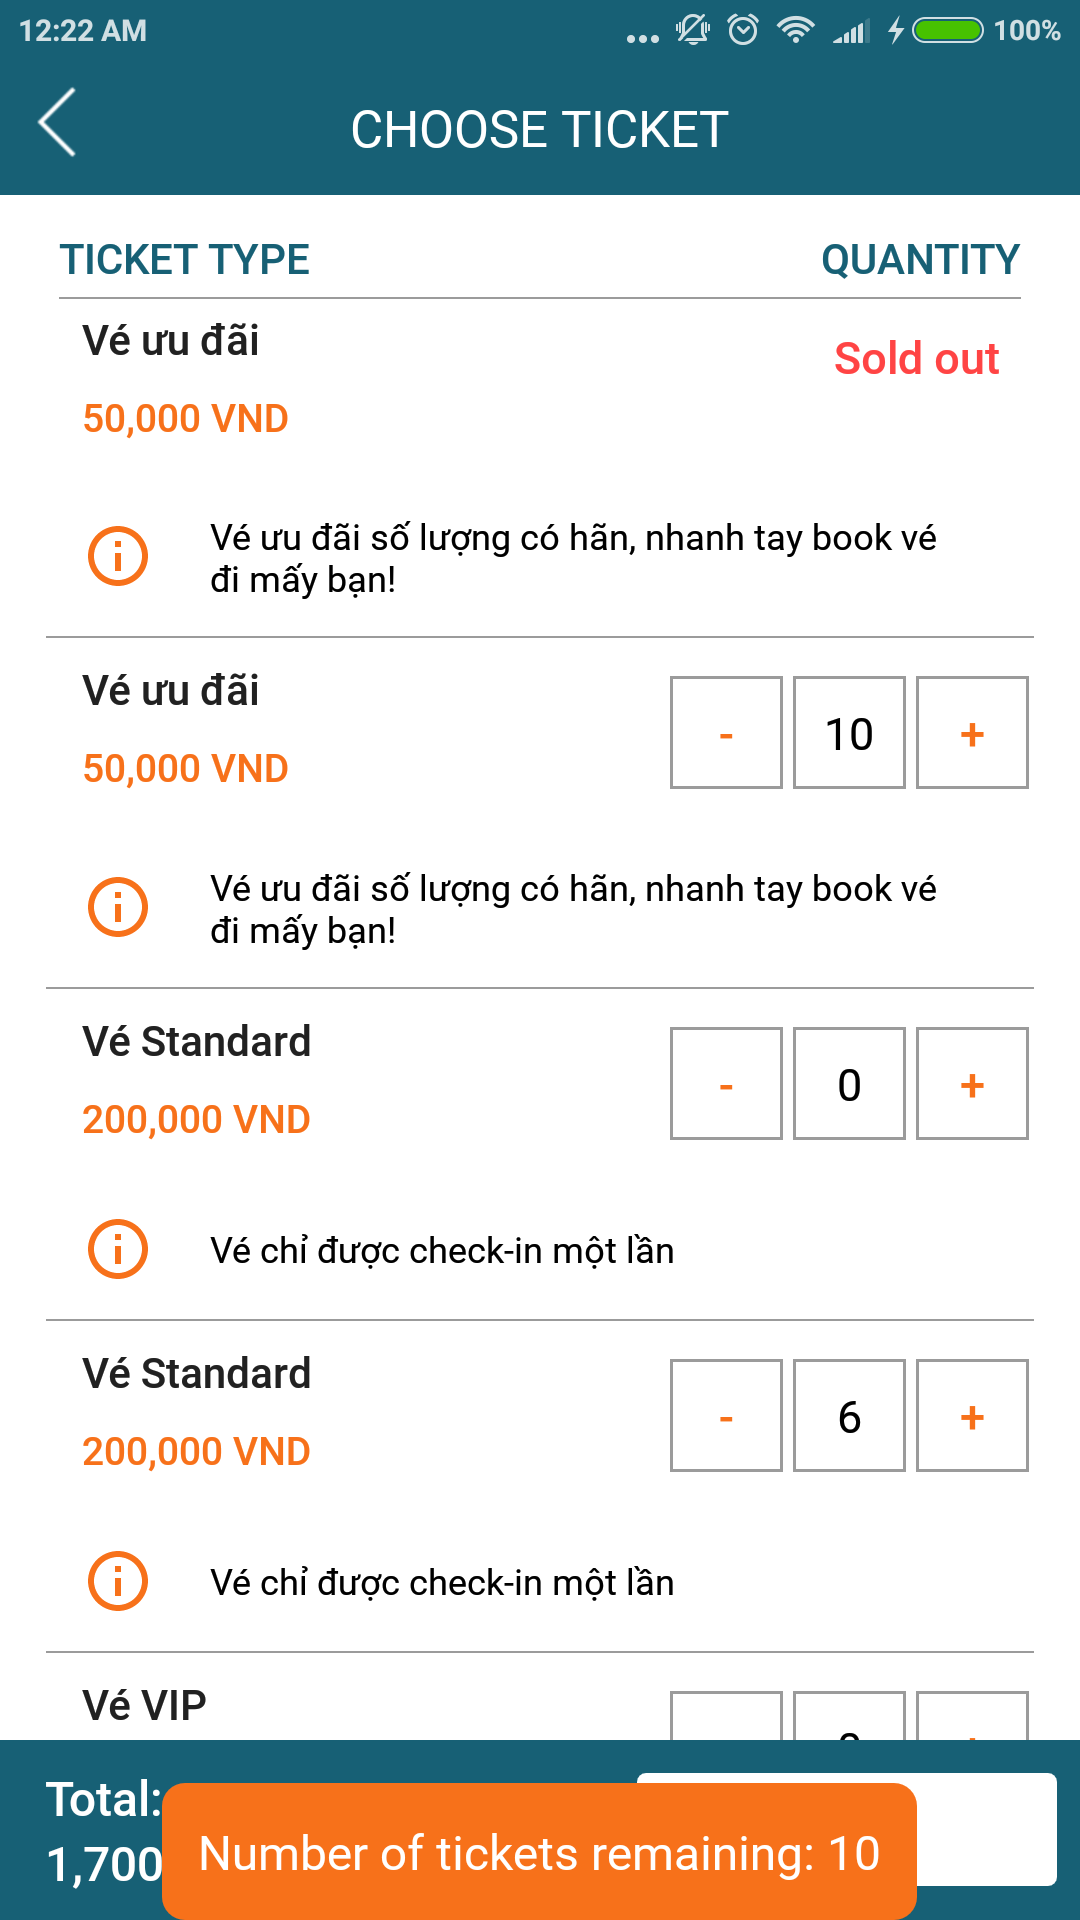 12:22 AM
100%
CHOOSE TICKET
TICKET TYPE
QUANTITY
Vé ưu đãi
Sold out
50,000 VND
Vé ưu đãi số lượng có hãn, nhanh tay book vé
đi mấy bạn!
Vé ưu đãi
- 10 +
50,000 VND
Vé ưu đãi số lượng có hãn, nhanh tay book vé
đi mấy bạn!
Vé Standard
- 0 +
200,000 VND
Vé chỉ được check-in một lần
Vé Standard
- 6 +
200,000 VND
Vé chỉ được check-in một lần
Vé VIP
Total:
1,700
Number of tickets remaining: 10